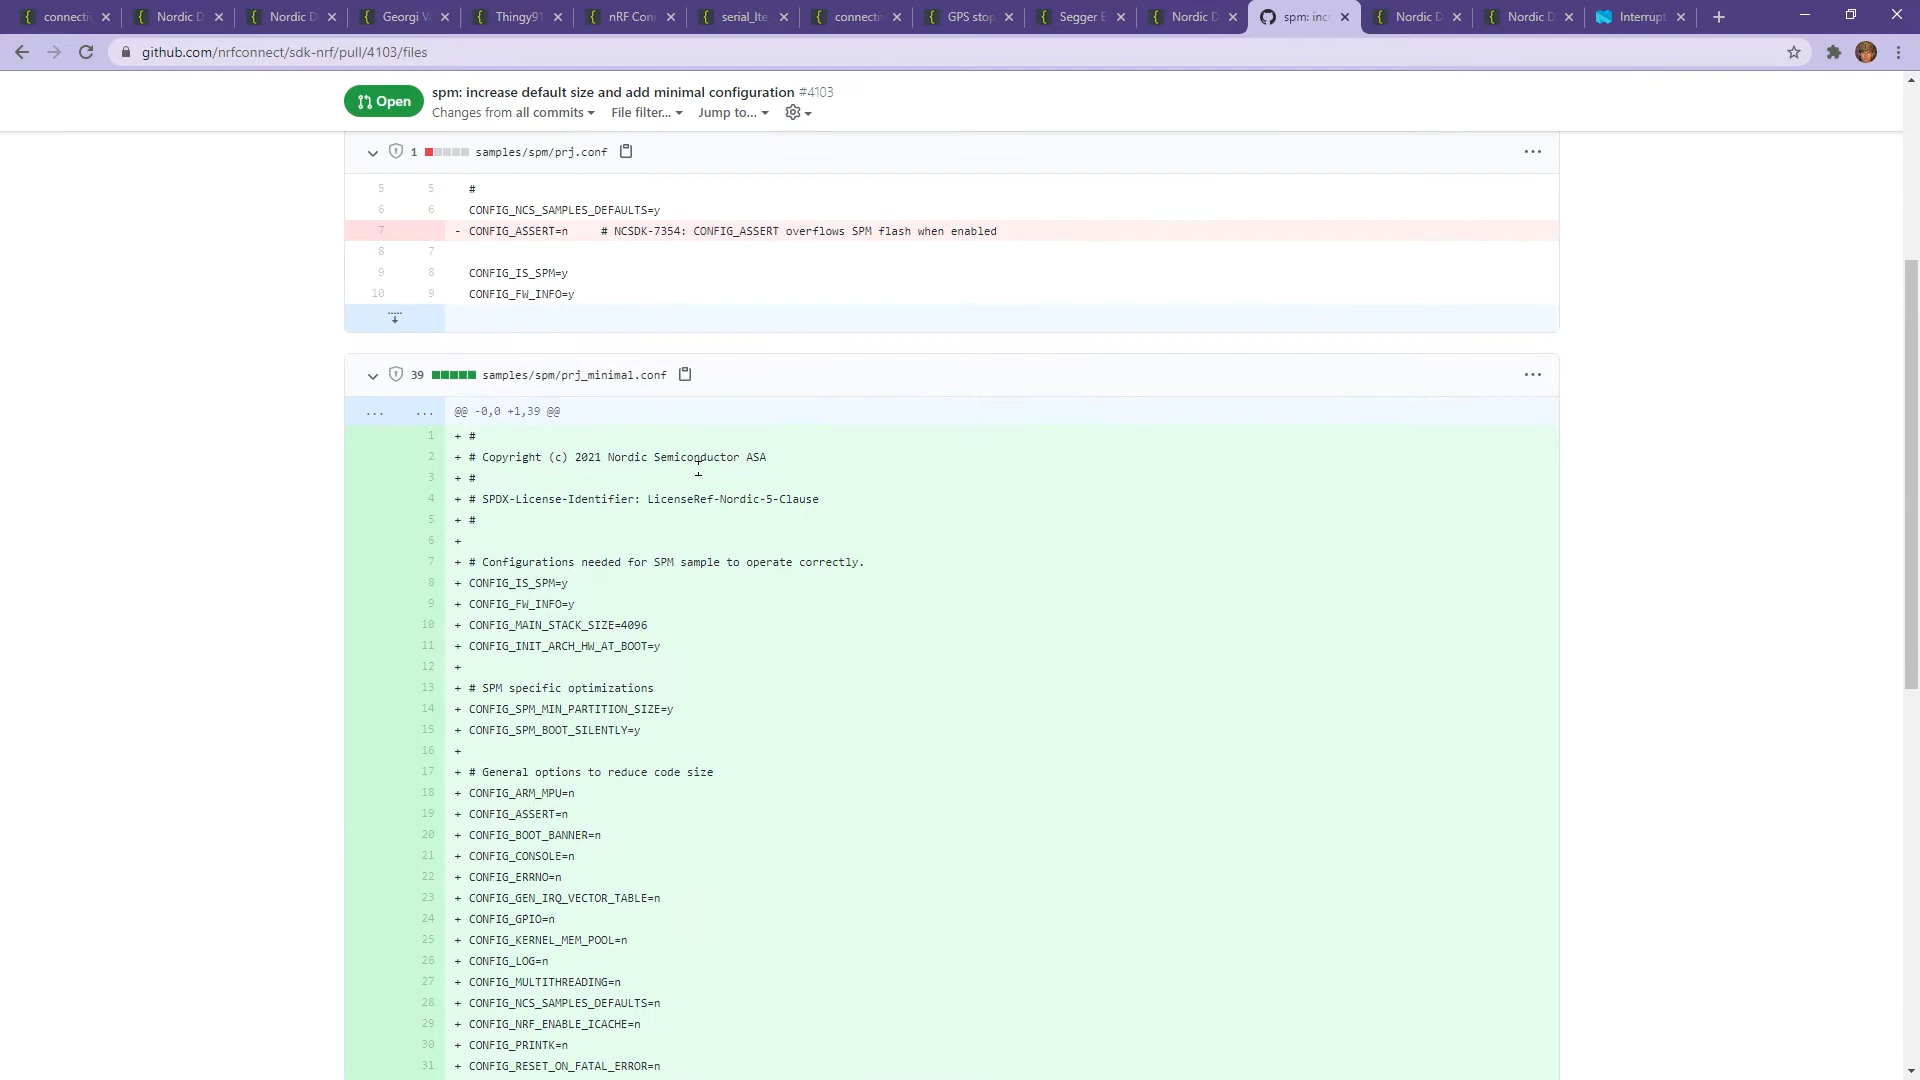 connecti
Nordic D
Nordic D
Georgi V
Thingy91
nRF Con
serial_lte
connecti
GPS stop
Segger E
Nordic D
spm: incr
Nordic D
Nordic D
Interrupt
github.com/nrfconnect/sdk-nrf/pull/4103/files
Open
spm: increase default size and add minimal configuration #4103
Changes from all commits
File filter...
Jump to...
1 samples/spm/prj.conf
5 5 #
6 6 CONFIG_NCS_SAMPLES_DEFAULTS=y
7 - CONFIG_ASSERT=n # NCSDK-7354: CONFIG_ASSERT overflows SPM flash when enabled
8 7
9 8 CONFIG_IS_SPM=y
10 9 CONFIG_FW_INFO=y
39 samples/spm/prj_minimal.conf
... ... @@ -0,0 +1,39 @@
1 + #
2 + # Copyright (c) 2021 Nordic Semiconductor ASA
3 + #
4 + # SPDX-License-Identifier: LicenseRef-Nordic-5-Clause
5 + #
6 +
7 + # Configurations needed for SPM sample to operate correctly.
8 + CONFIG_IS_SPM=y
9 + CONFIG_FW_INFO=y
10 + CONFIG_MAIN_STACK_SIZE=4096
11 + CONFIG_INIT_ARCH_HW_AT_BOOT=y
12 +
13 + # SPM specific optimizations
14 + CONFIG_SPM_MIN_PARTITION_SIZE=y
15 + CONFIG_SPM_BOOT_SILENTLY=y
16 +
17 + # General options to reduce code size
18 + CONFIG_ARM_MPU=n
19 + CONFIG_ASSERT=n
20 + CONFIG_BOOT_BANNER=n
21 + CONFIG_CONSOLE=n
22 + CONFIG_ERRNO=n
23 + CONFIG_GEN_IRQ_VECTOR_TABLE=n
24 + CONFIG_GPIO=n
25 + CONFIG_KERNEL_MEM_POOL=n
26 + CONFIG_LOG=n
27 + CONFIG_MULTITHREADING=n
28 + CONFIG_NCS_SAMPLES_DEFAULTS=n
29 + CONFIG_NRF_ENABLE_ICACHE=n
30 + CONFIG_PRINTK=n
31 + CONFIG_RESET_ON_FATAL_ERROR=n